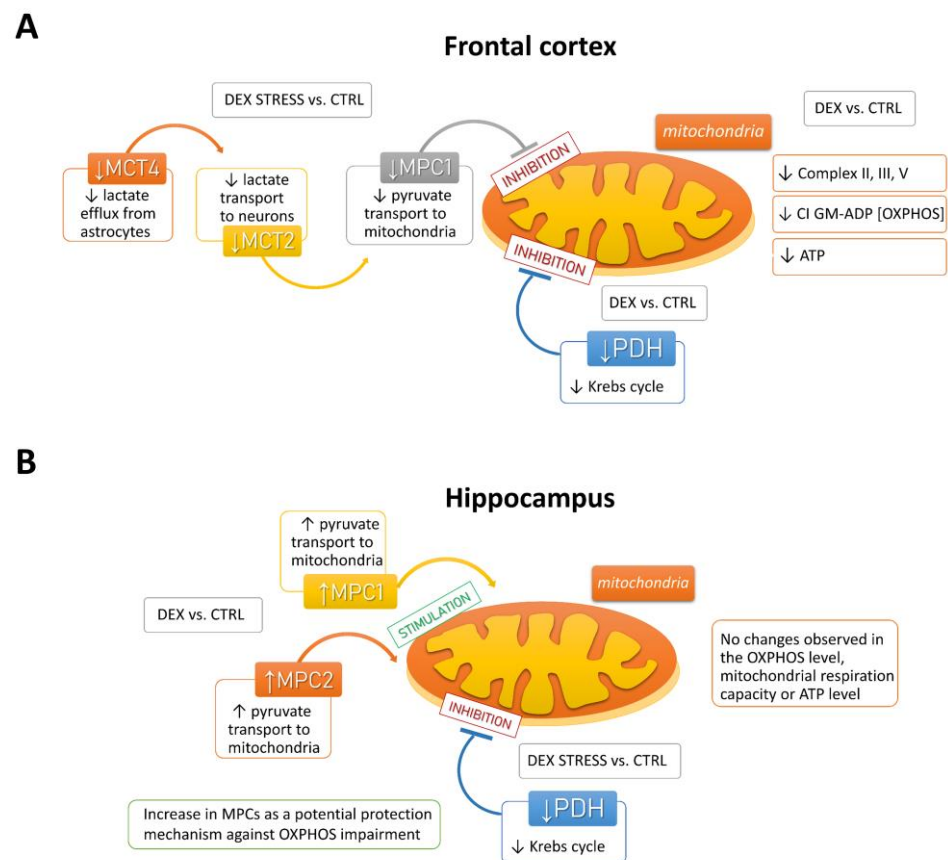 A
Frontal cortex
DEX STRESS vs. CTRL
DEX vs. CTRL
mitochondria
↓MCT4
↓ lactate
efflux from
astrocytes
↓ lactate
transport
to neurons
↓MCT2
↓MPC1
↓ pyruvate
transport to
mitochondria
INHIBITION
INHIBITION
↓ Complex II, III, V
↓ CI GM-ADP [OXPHOS]
↓ ATP
DEX vs. CTRL
↓PDH
↓ Krebs cycle
B
Hippocampus
↑ pyruvate
transport to
mitochondria
↑MPC1
DEX vs. CTRL
↑MPC2
↑ pyruvate
transport to
mitochondria
STIMULATION
mitochondria
INHIBITION
No changes observed in
the OXPHOS level,
mitochondrial respiration
capacity or ATP level
DEX STRESS vs. CTRL
↓PDH
↓ Krebs cycle
Increase in MPCs as a potential protection
mechanism against OXPHOS impairment